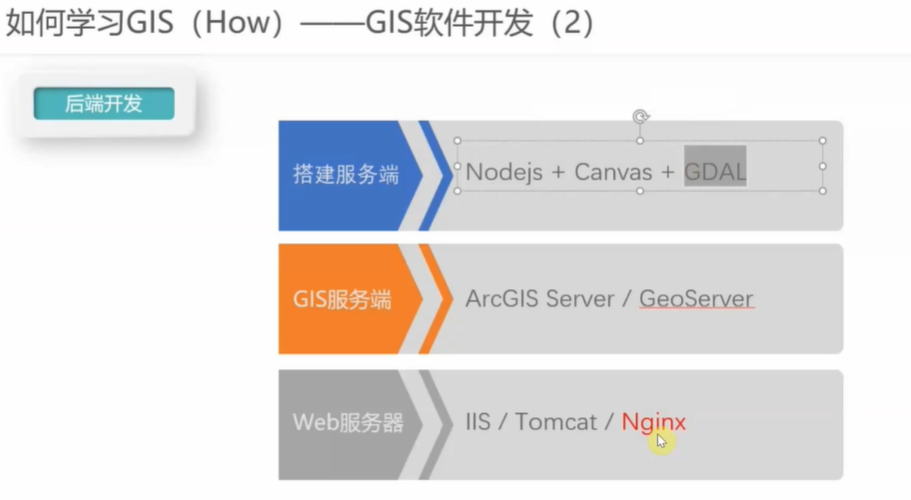 如何学习GIS（How）——GIS软件开发（2）
后端开发
搭建服务端
Nodejs + Canvas + GDAL
GIS服务端
ArcGIS Server / GeoServer
Web服务器
IIS / Tomcat / Nginx